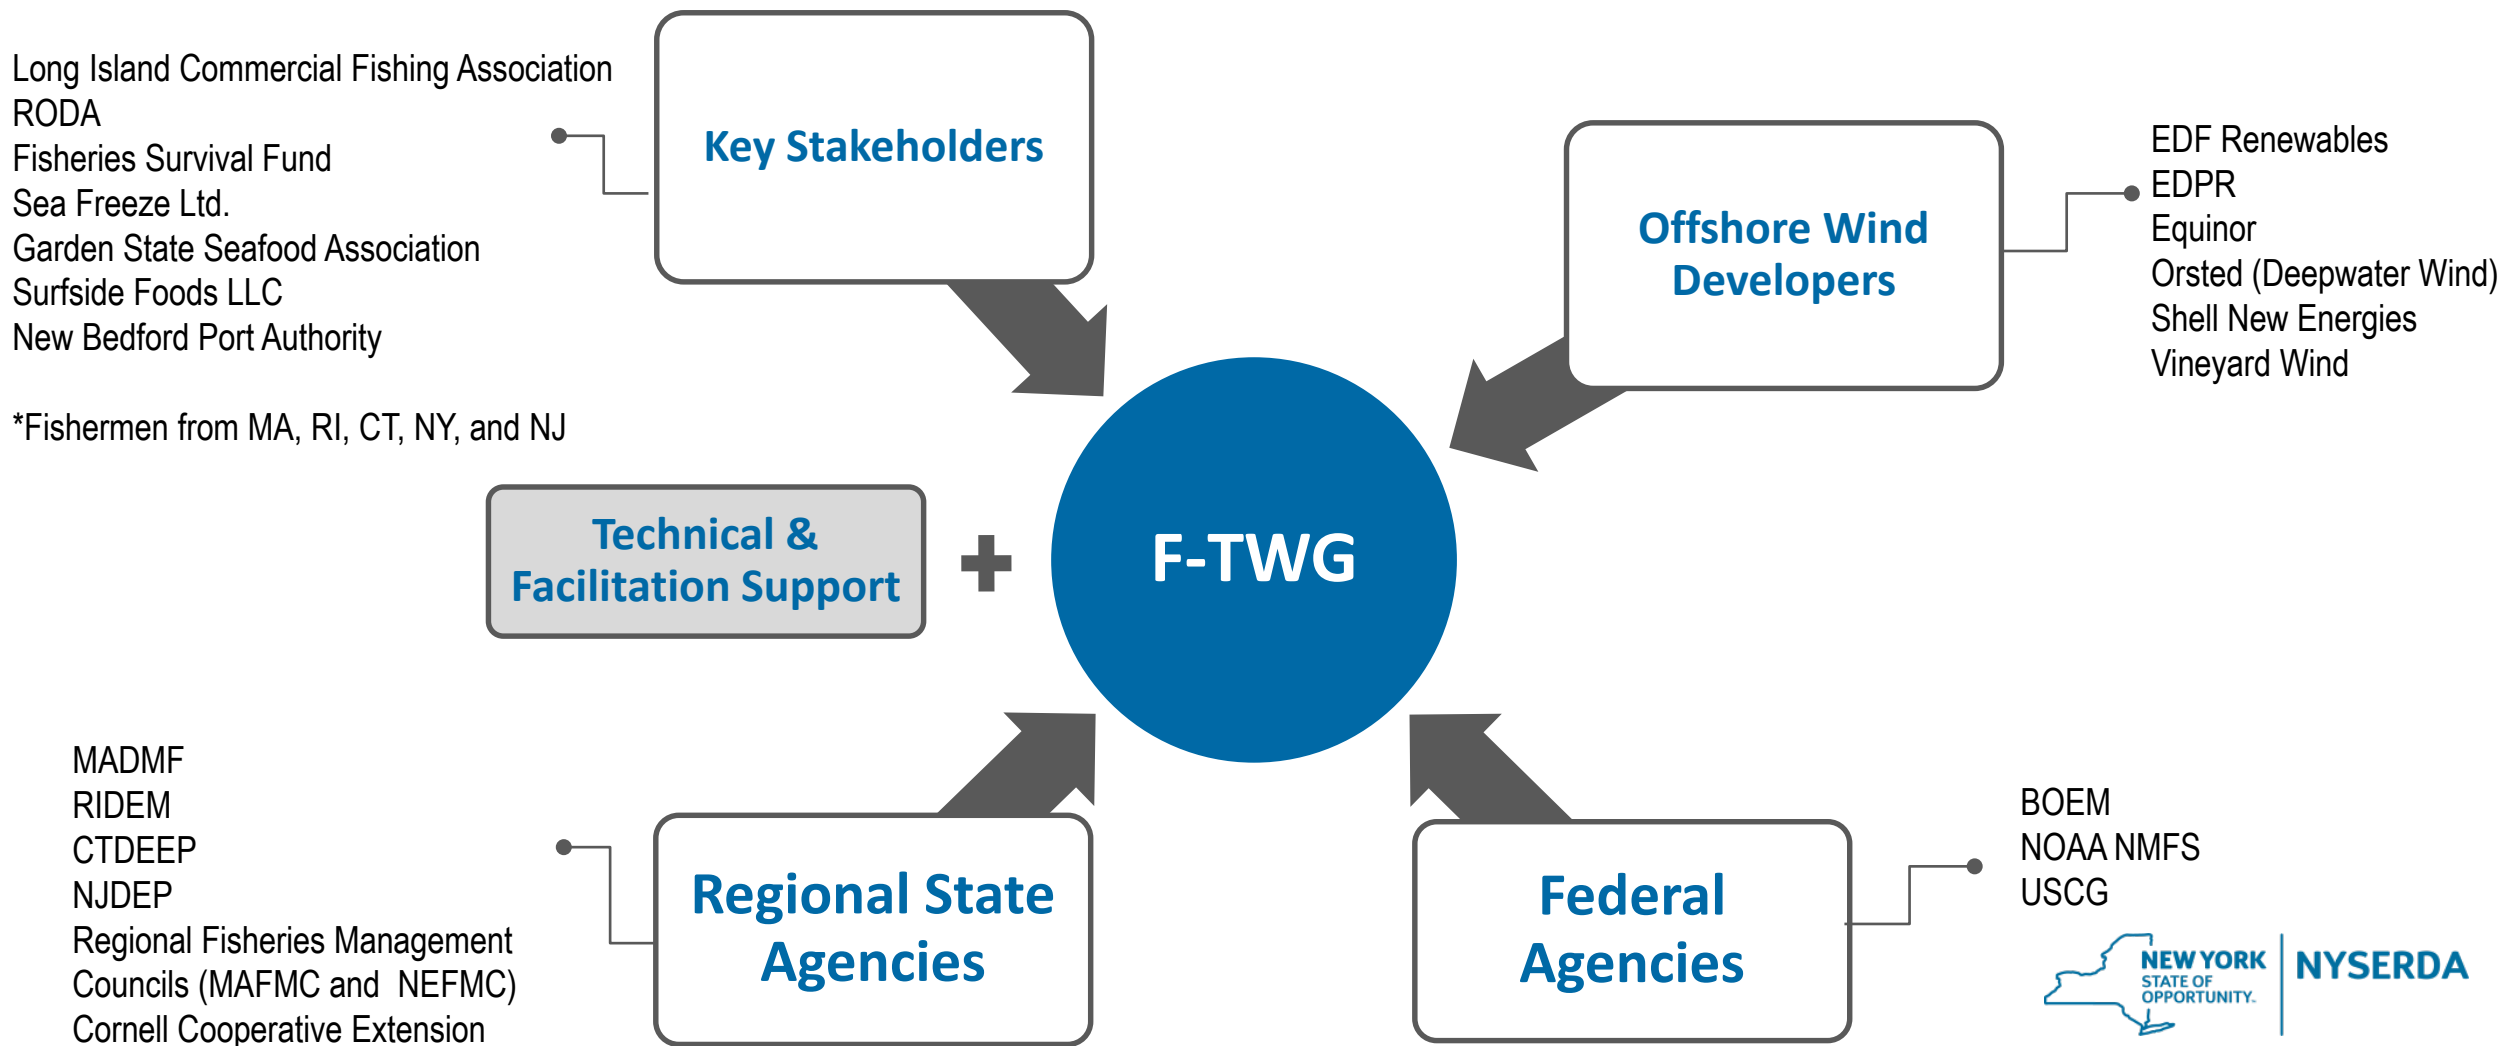 Long Island Commercial Fishing Association
RODA
Fisheries Survival Fund
Sea Freeze Ltd.
Garden State Seafood Association
Surfside Foods LLC
New Bedford Port Authority
*Fishermen from MA, RI, CT, NY, and NJ
Key Stakeholders
Offshore Wind
Developers
EDF Renewables
EDPR
Equinor
Orsted (Deepwater Wind)
Shell New Energies
Vineyard Wind
Technical &
Facilitation Support
F-TWG
MADMF
RIDEM
CTDEEP
NJDEP
Regional Fisheries Management
Councils (MAFMC and NEFMC)
Cornell Cooperative Extension
Regional State
Agencies
Federal
Agencies
BOEM
NOAA NMFS
USCG
NEW YORK
STATE OF
OPPORTUNITY™
NYSERDA